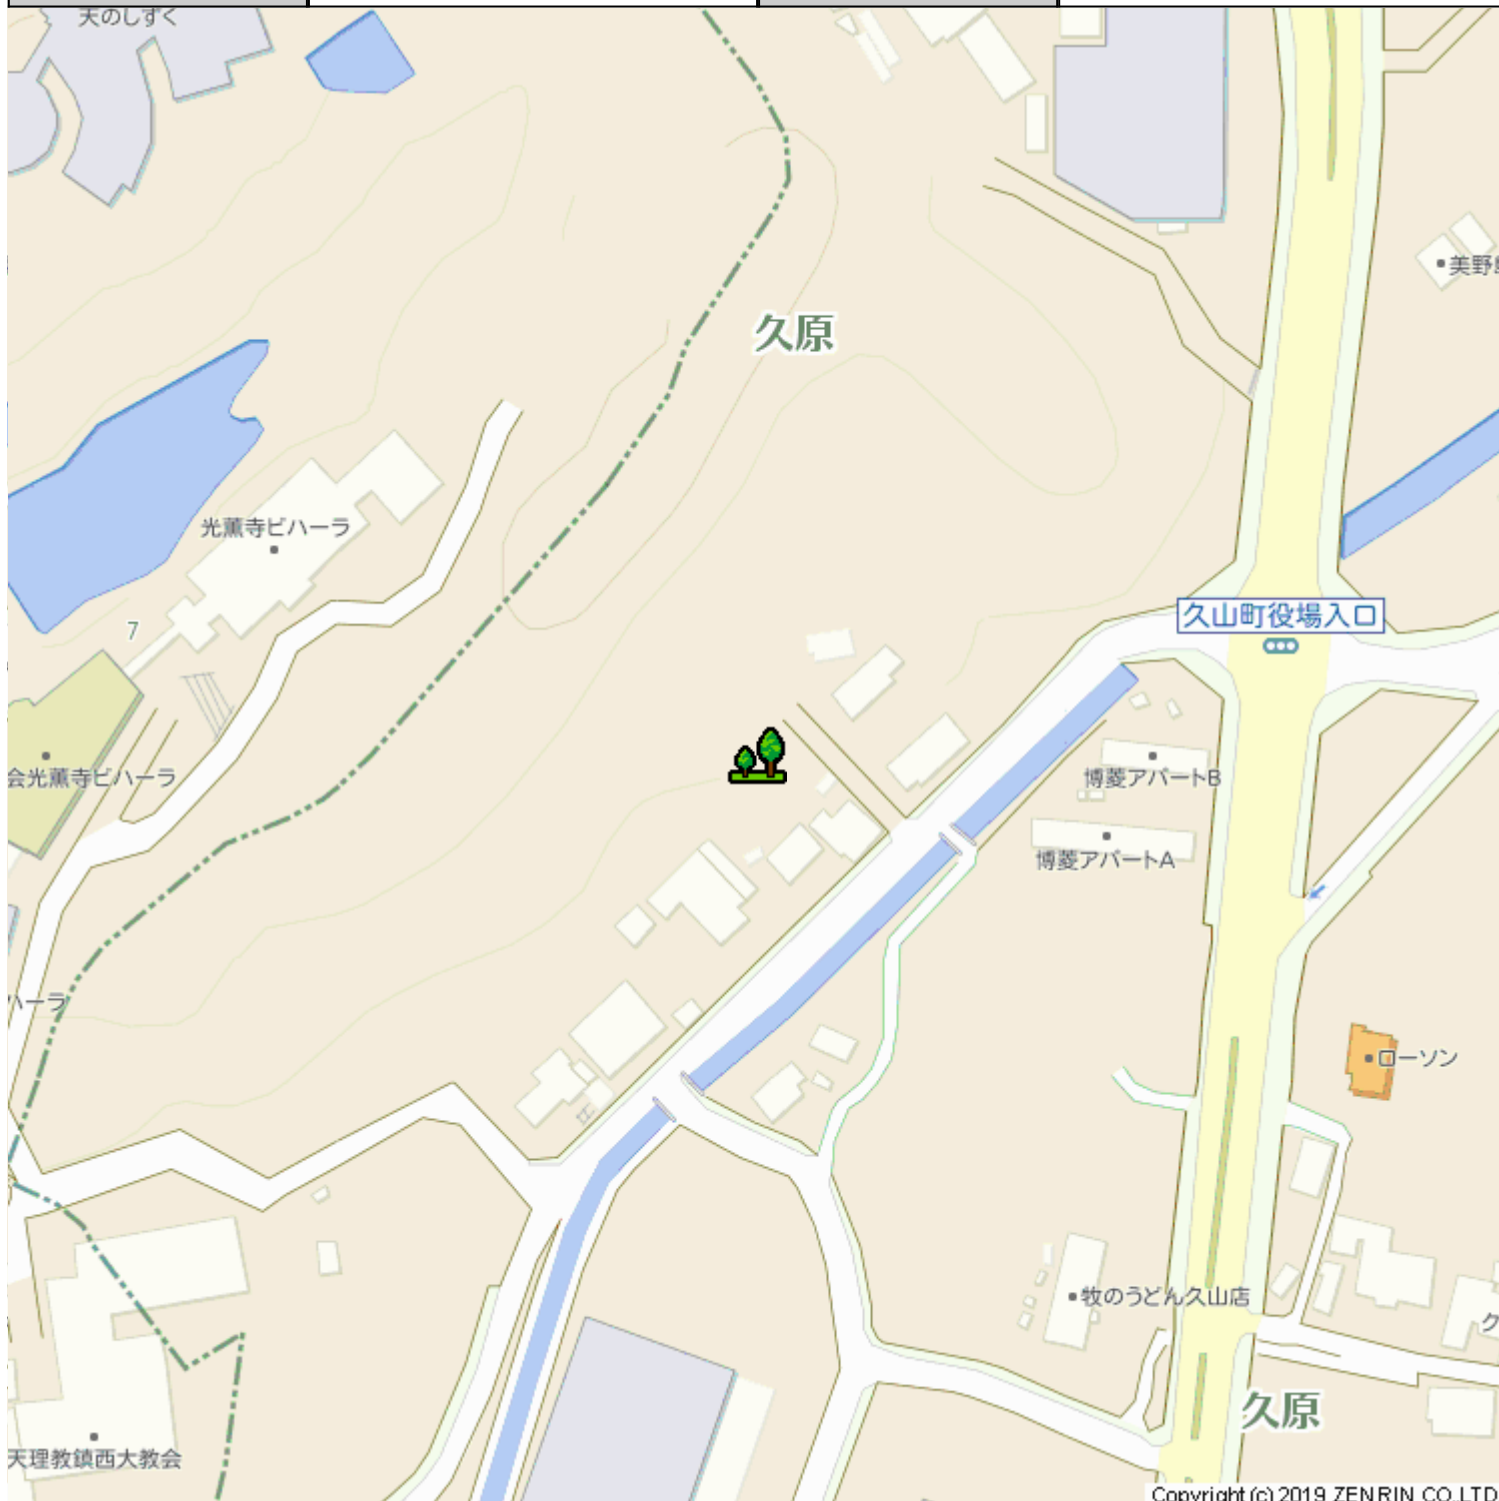 天のしずく
久原
美野
光薫寺ビハーラ
久山町役場入口
7
会光薫寺ビハーラ
博菱アパートB
博菱アパートA
ハーラ
ローソン
牧のうどん久山店
ク
久原
天理教鎮西大教会
Copyright (c) 2019 ZENRIN CO.,LTD